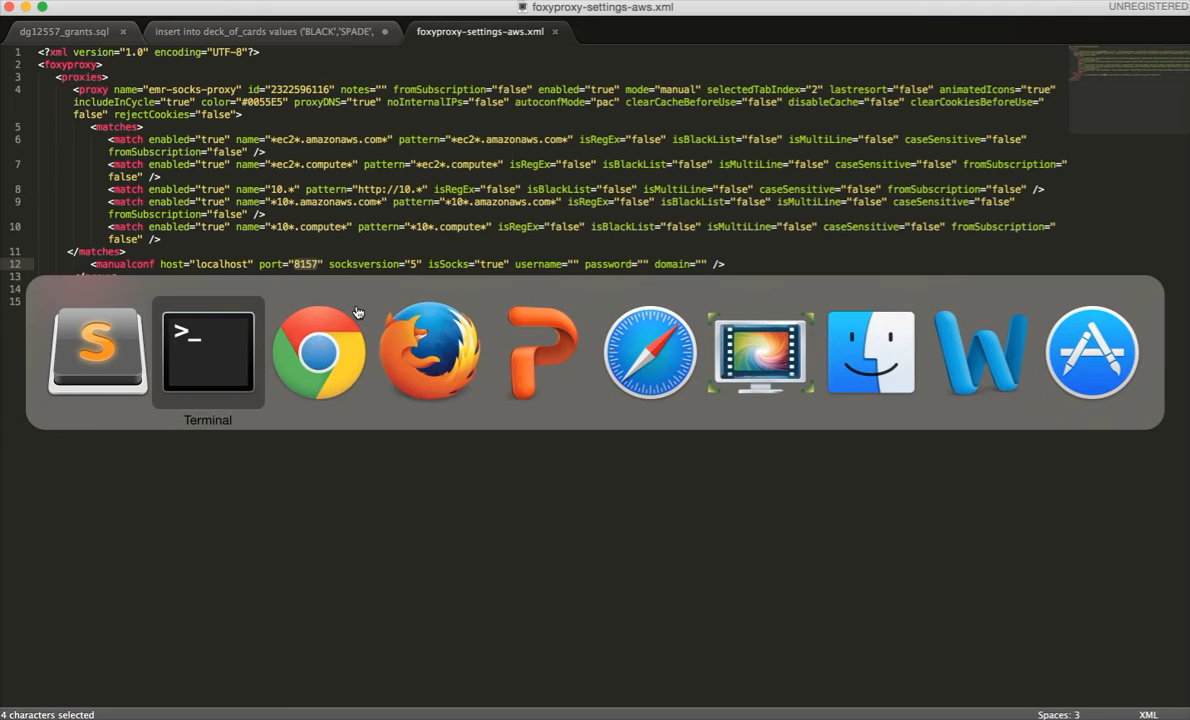 foxyproxy-settings-aws.xml
UNREGISTERED
dg12557_grants.sql ×
insert into deck_of_cards values ('BLACK','SPADE',
foxyproxy-settings-aws.xml ×
1 <?xml version="1.0" encoding="UTF-8"?>
2 <foxyproxy>
3 <proxies>
4 <proxy name="emr-socks-proxy" id="2322596116" notes="" fromSubscription="false" enabled="true" mode="manual" selectedTabIndex="2" lastresort="false" animatedIcons="true"
includeInCycle="true" color="#0055E5" proxyDNS="true" noInternalIPs="false" autoconfMode="pac" clearCacheBeforeUse="false" disableCache="false" clearCookiesBeforeUse="
false" rejectCookies="false">
5 <matches>
6 <match enabled="true" name="*ec2*.amazonaws.com*" pattern="*ec2*.amazonaws.com*" isRegEx="false" isBlackList="false" isMultiLine="false" caseSensitive="false"
fromSubscription="false" />
7 <match enabled="true" name="*ec2*.compute*" pattern="*ec2*.compute*" isRegEx="false" isBlackList="false" isMultiLine="false" caseSensitive="false" fromSubscription="
false" />
8 <match enabled="true" name="10.*" pattern="http://10.*" isRegEx="false" isBlackList="false" isMultiLine="false" caseSensitive="false" fromSubscription="false" />
9 <match enabled="true" name="*10*.amazonaws.com*" pattern="*10*.amazonaws.com*" isRegEx="false" isBlackList="false" isMultiLine="false" caseSensitive="false"
fromSubscription="false" />
10 <match enabled="true" name="*10*.compute*" pattern="*10*.compute*" isRegEx="false" isBlackList="false" isMultiLine="false" caseSensitive="false" fromSubscription="
false" />
11 </matches>
12 <manualconf host="localhost" port="8157" socksversion="5" isSocks="true" username="" password="" domain="" />
13
14
15
Terminal
4 characters selected
Spaces: 3
XML